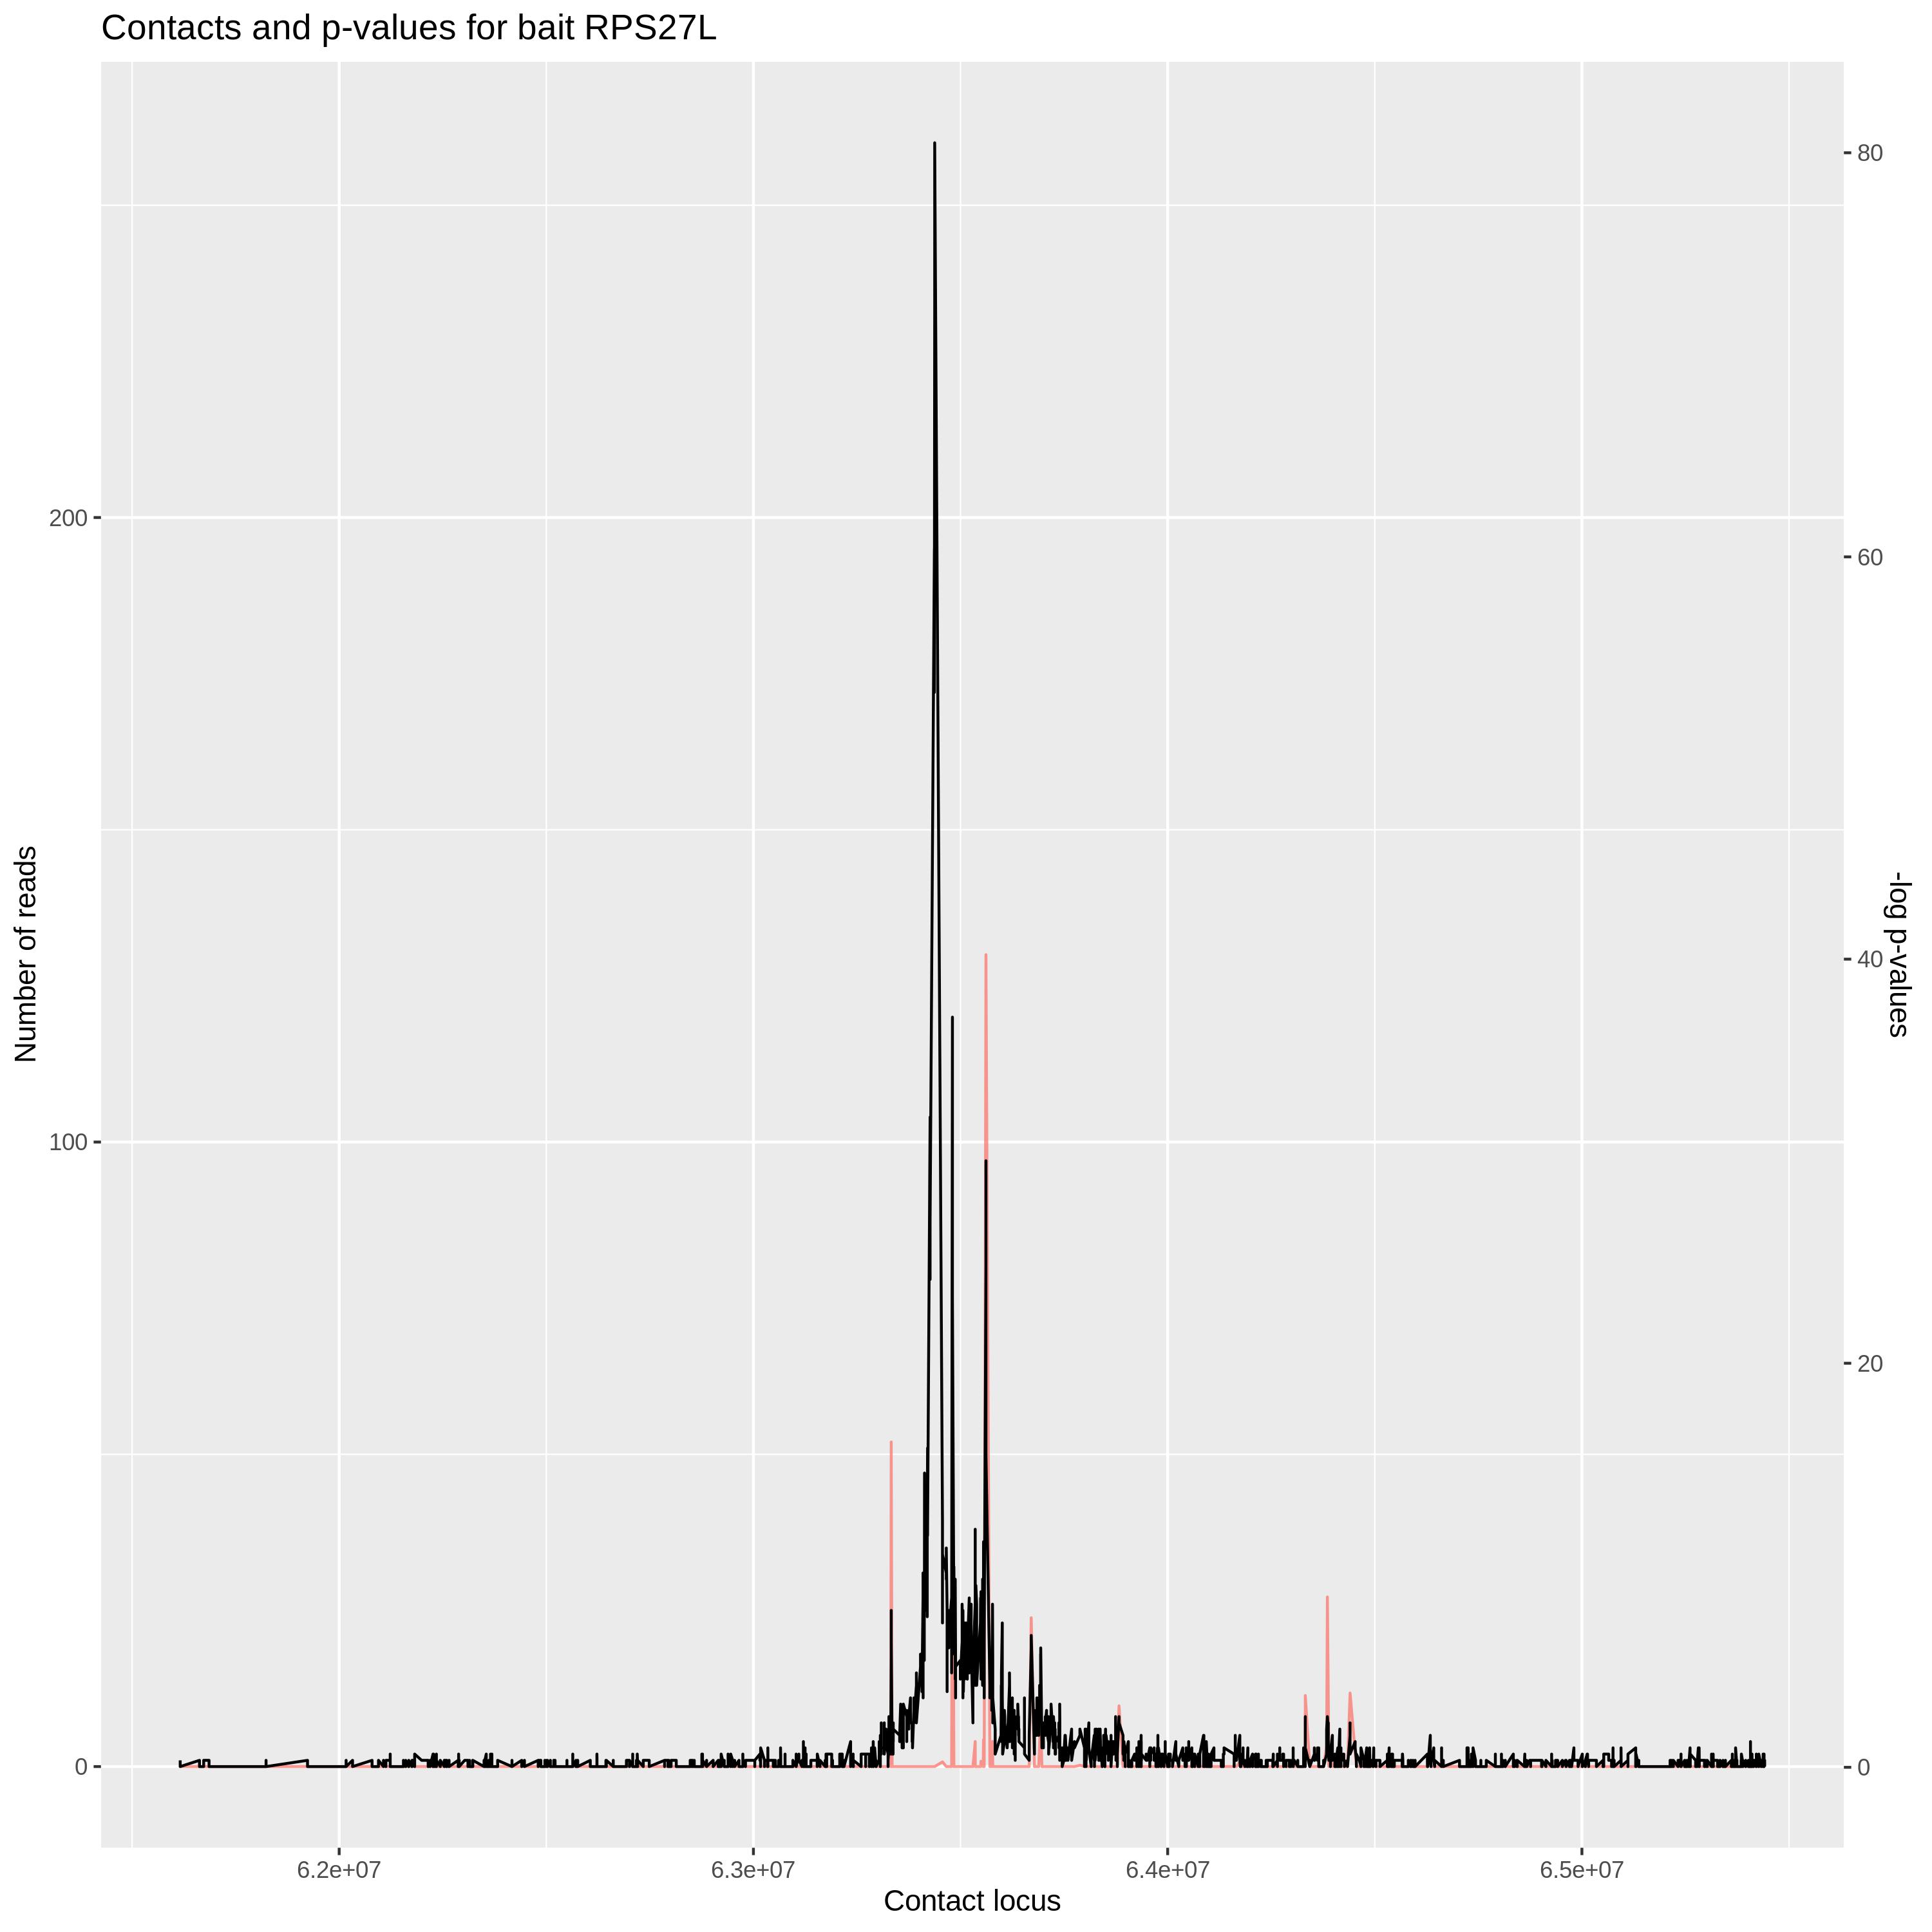 Contacts and p-values for bait RPS27L
Number of reads
200
100
0
80
60
40
20
0
-log p-values
6.2e+07
6.3e+07
6.4e+07
6.5e+07
Contact locus